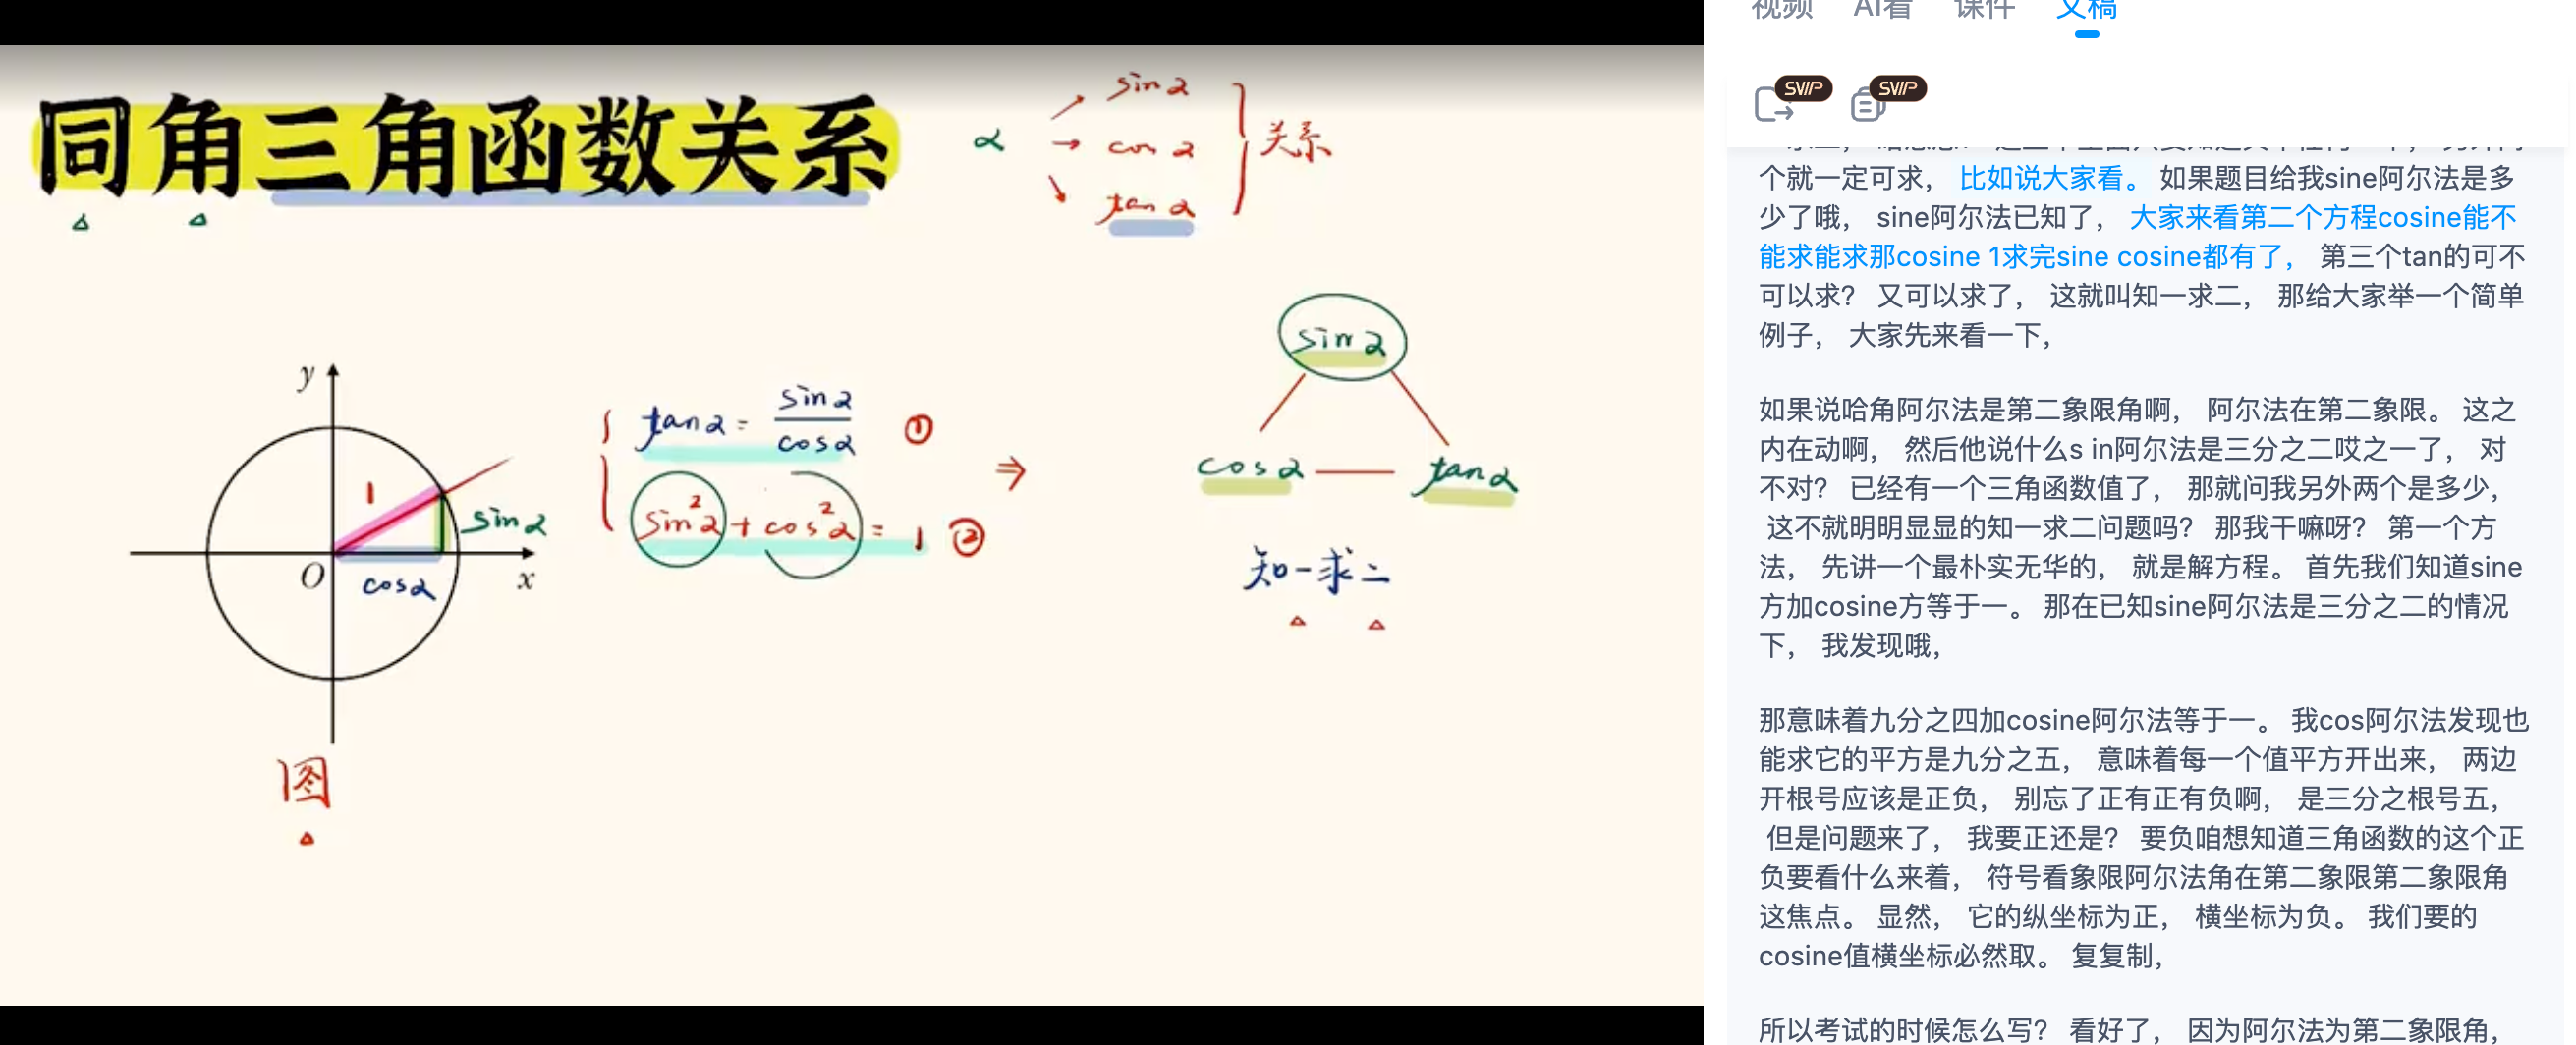 同角三角函数关系
α
sin α
cos α
tan α
关系
y
1
sin α
O
cos α
x
图
tan α = sin α / cos α ①
sin² α + cos² α = 1 ②
⇒
sin α
cos α — tan α
知一求二
视频 AI看 课件 文稿
SVIP SVIP
个就一定可求， 比如说大家看。 如果题目给我sine阿尔法是多
少了哦， sine阿尔法已知了， 大家来看第二个方程cosine能不
能求能求那cosine 1求完sine cosine都有了， 第三个tan的可不
可以求？ 又可以求了， 这就叫知一求二， 那给大家举一个简单
例子， 大家先来看一下，
如果说哈角阿尔法是第二象限角啊， 阿尔法在第二象限。 这之
内在动啊， 然后他说什么s in阿尔法是三分之二哎之一了， 对
不对？ 已经有一个三角函数值了， 那就问我另外两个是多少，
这不就明明显显的知一求二问题吗？ 那我干嘛呀？ 第一个方
法， 先讲一个最朴实无华的， 就是解方程。 首先我们知道sine
方加cosine方等于一。 那在已知sine阿尔法是三分之二的情况
下， 我发现哦，
那意味着九分之四加cosine阿尔法等于一。 我cos阿尔法发现也
能求它的平方是九分之五， 意味着每一个值平方开出来， 两边
开根号应该是正负， 别忘了正有正有负啊， 是三分之根号五，
但是问题来了， 我要正还是？ 要负咱想知道三角函数的这个正
负要看什么来着， 符号看象限阿尔法角在第二象限第二象限角
这焦点。 显然， 它的纵坐标为正， 横坐标为负。 我们要的
cosine值横坐标必然取。 复复制，
所以考试的时候怎么写？ 看好了， 因为阿尔法为第二象限角，